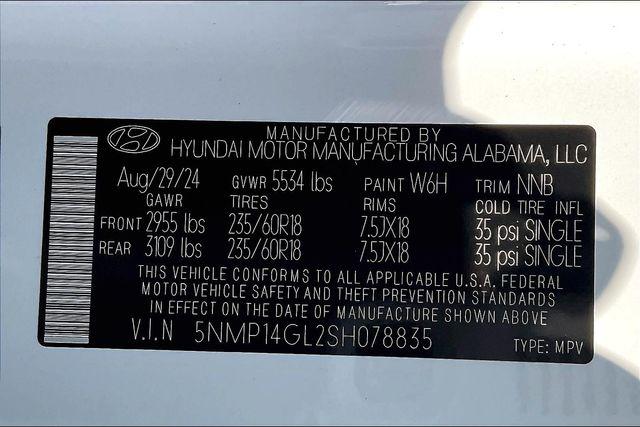 MANUFACTURED BY
HYUNDAI MOTOR MANUFACTURING ALABAMA, LLC
Aug/29/24 GVWR 5534 lbs PAINT W6H TRIM NNB
GAWR TIRES RIMS COLD TIRE INFL
FRONT 2955 lbs 235/60R18 7.5JX18 35 psi SINGLE
REAR 3109 lbs 235/60R18 7.5JX18 35 psi SINGLE
THIS VEHICLE CONFORMS TO ALL APPLICABLE U.S.A. FEDERAL
MOTOR VEHICLE SAFETY AND THEFT PREVENTION STANDARDS
IN EFFECT ON THE DATE OF MANUFACTURE SHOWN ABOVE
V.I.N 5NMP14GL2SH078835 TYPE: MPV